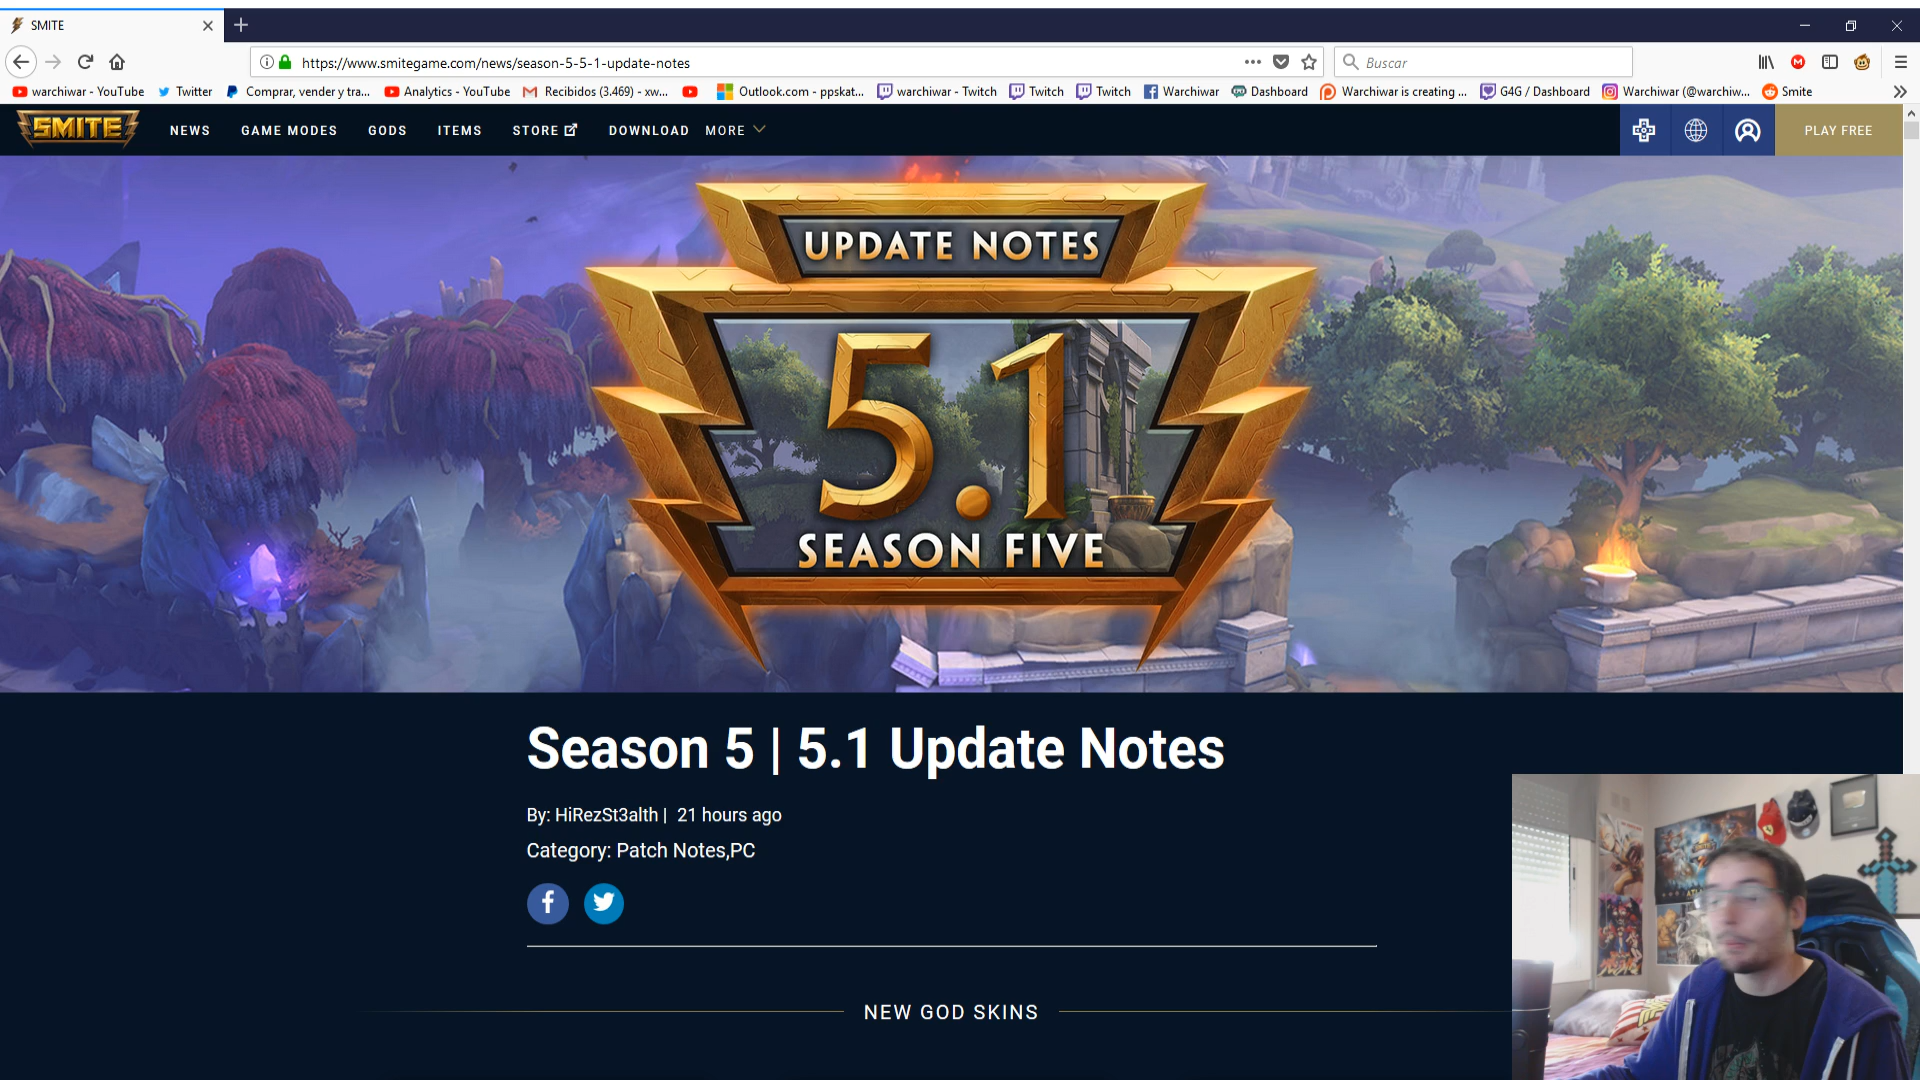 SMITE
https://www.smitegame.com/news/season-5-5-1-update-notes
Buscar
warchiwar - YouTube
Twitter
Comprar, vender y tra...
Analytics - YouTube
Recibidos (3.469) - xw...
Outlook.com - ppskat...
warchiwar - Twitch
Twitch
Twitch
Warchiwar
Dashboard
Warchiwar is creating ...
G4G / Dashboard
Warchiwar (@warchiw...
Smite
SMITE
NEWS
GAME MODES
GODS
ITEMS
STORE
DOWNLOAD
MORE
PLAY FREE
UPDATE NOTES
5.1
SEASON FIVE
Season 5 | 5.1 Update Notes
By: HiRezSt3alth | 21 hours ago
Category: Patch Notes,PC
NEW GOD SKINS